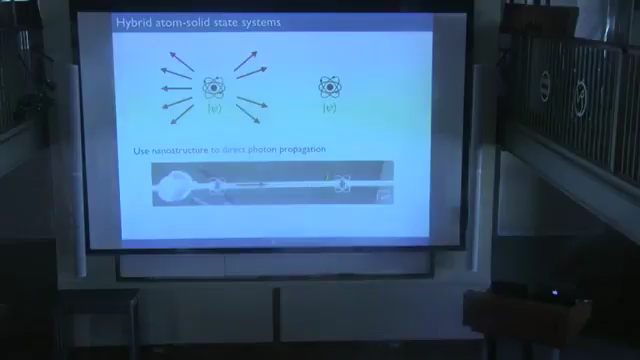 Hybrid atom-solid state systems
|ψ⟩
|ψ⟩
Use nanostructure to direct photon propagation